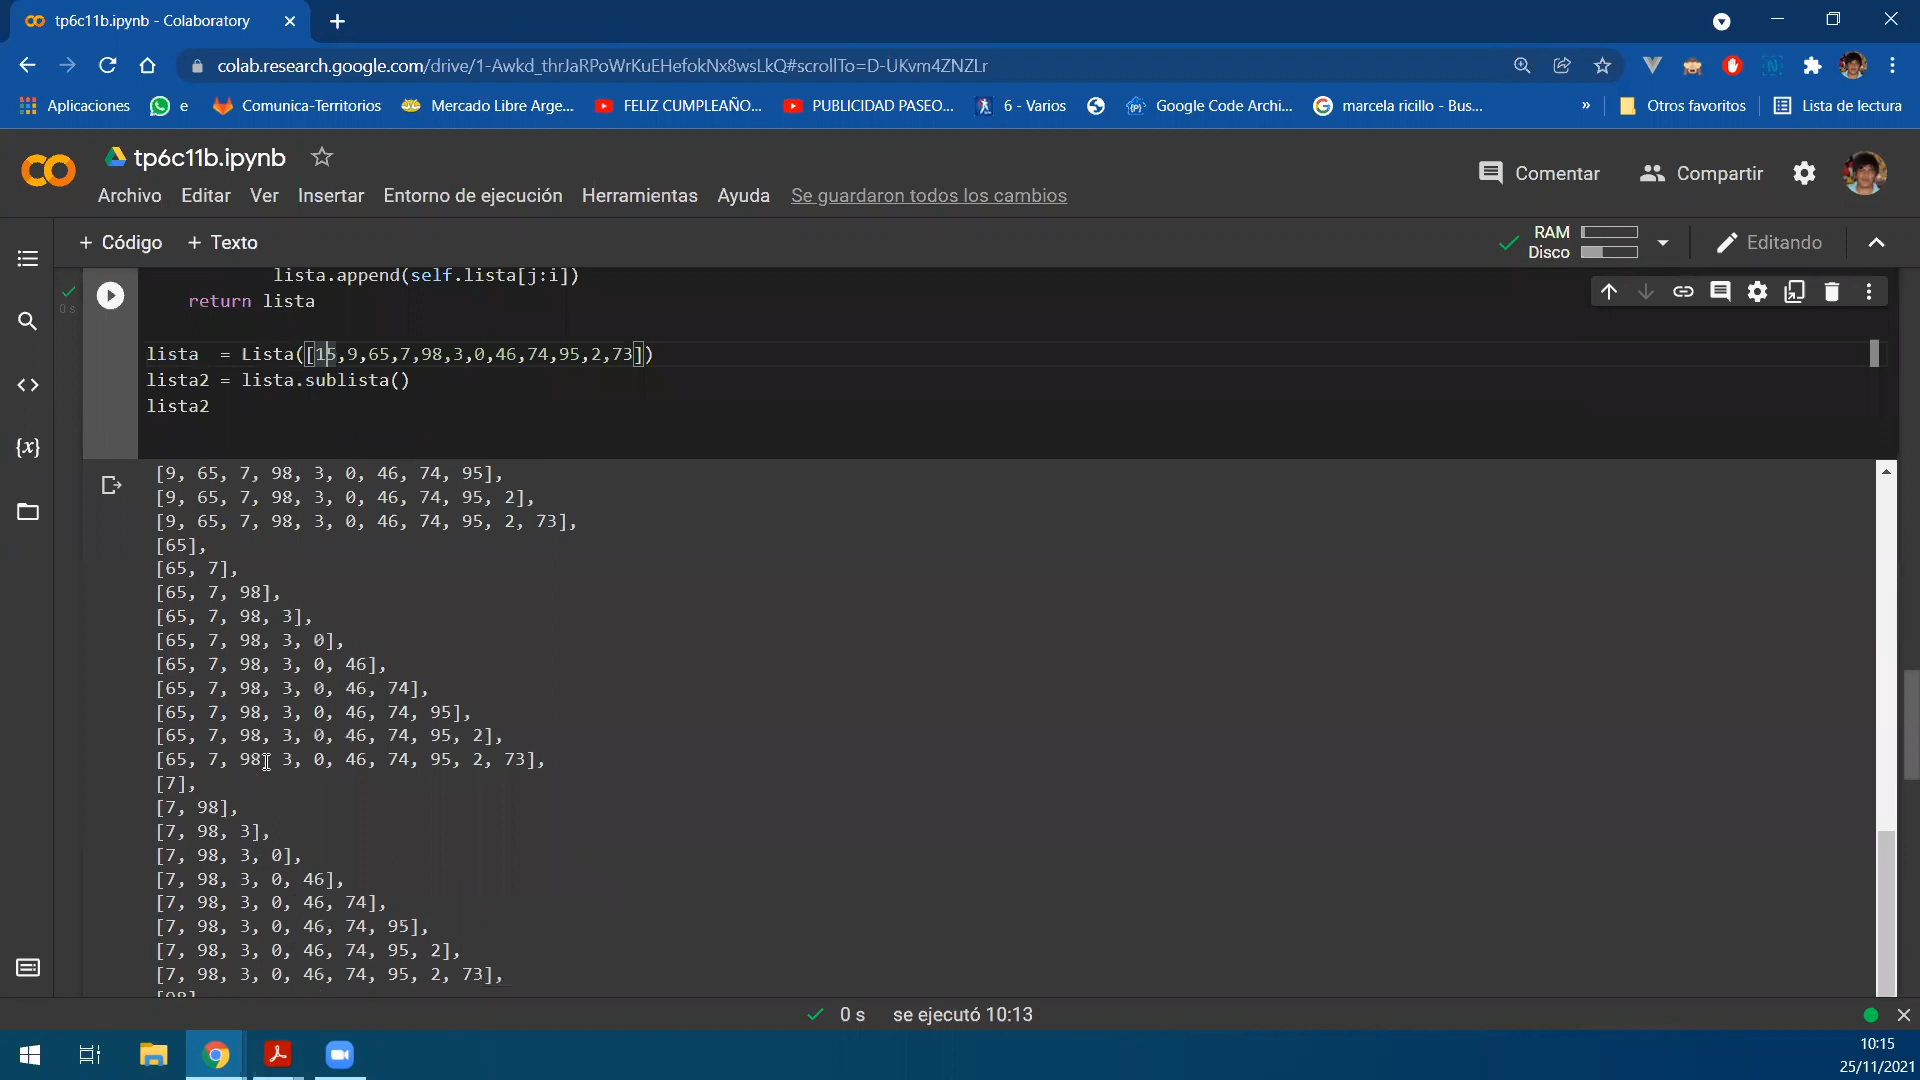 tp6c11b.ipynb - Colaboratory
colab.research.google.com/drive/1-Awkd_thrJaRPoWrKuEHefokNx8wsLkQ#scrollTo=D-UKvm4ZNZLr
Aplicaciones e Comunica-Territorios Mercado Libre Arge... FELIZ CUMPLEAÑO... PUBLICIDAD PASEO... 6 - Varios Google Code Archi... marcela ricillo - Bus... » Otros favoritos Lista de lectura
tp6c11b.ipynb
Comentar Compartir
Archivo Editar Ver Insertar Entorno de ejecución Herramientas Ayuda Se guardaron todos los cambios
+ Código + Texto RAM Disco Editando
lista.append(self.lista[j:i])
return lista
0 s
lista  = Lista([15,9,65,7,98,3,0,46,74,95,2,73])
lista2 = lista.sublista()
lista2
[9, 65, 7, 98, 3, 0, 46, 74, 95],
[9, 65, 7, 98, 3, 0, 46, 74, 95, 2],
[9, 65, 7, 98, 3, 0, 46, 74, 95, 2, 73],
[65],
[65, 7],
[65, 7, 98],
[65, 7, 98, 3],
[65, 7, 98, 3, 0],
[65, 7, 98, 3, 0, 46],
[65, 7, 98, 3, 0, 46, 74],
[65, 7, 98, 3, 0, 46, 74, 95],
[65, 7, 98, 3, 0, 46, 74, 95, 2],
[65, 7, 98, 3, 0, 46, 74, 95, 2, 73],
[7],
[7, 98],
[7, 98, 3],
[7, 98, 3, 0],
[7, 98, 3, 0, 46],
[7, 98, 3, 0, 46, 74],
[7, 98, 3, 0, 46, 74, 95],
[7, 98, 3, 0, 46, 74, 95, 2],
[7, 98, 3, 0, 46, 74, 95, 2, 73],
0 s se ejecutó 10:13
10:15
25/11/2021